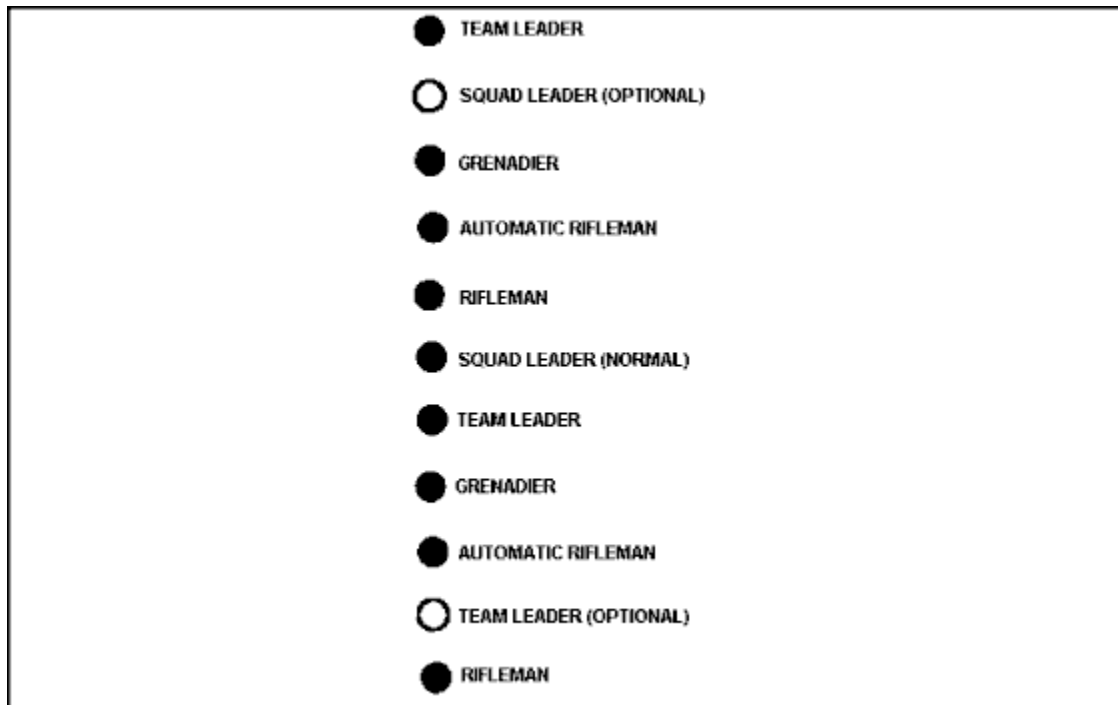 TEAM LEADER
SQUAD LEADER (OPTIONAL)
GRENADIER
AUTOMATIC RIFLEMAN
RIFLEMAN
SQUAD LEADER (NORMAL)
TEAM LEADER
GRENADIER
AUTOMATIC RIFLEMAN
TEAM LEADER (OPTIONAL)
RIFLEMAN